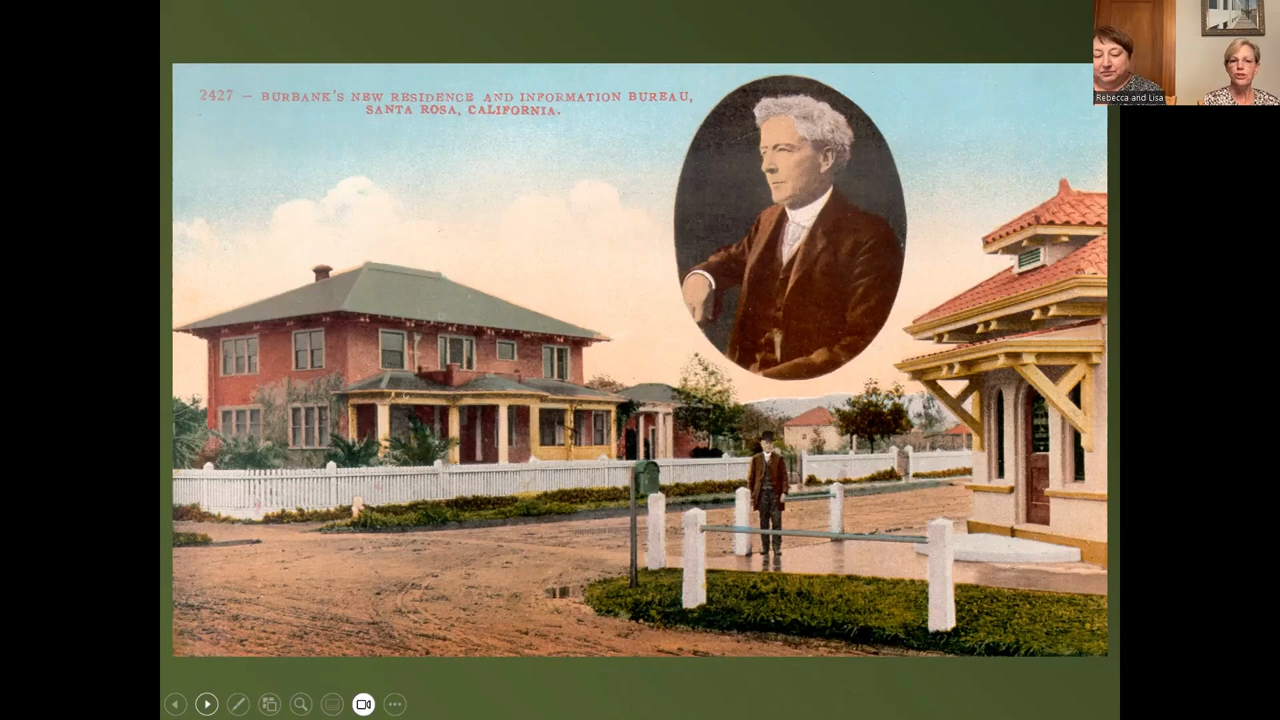 2427 — BURBANK'S NEW RESIDENCE AND INFORMATION BUREAU,
SANTA ROSA, CALIFORNIA.
Rebecca and Lisa